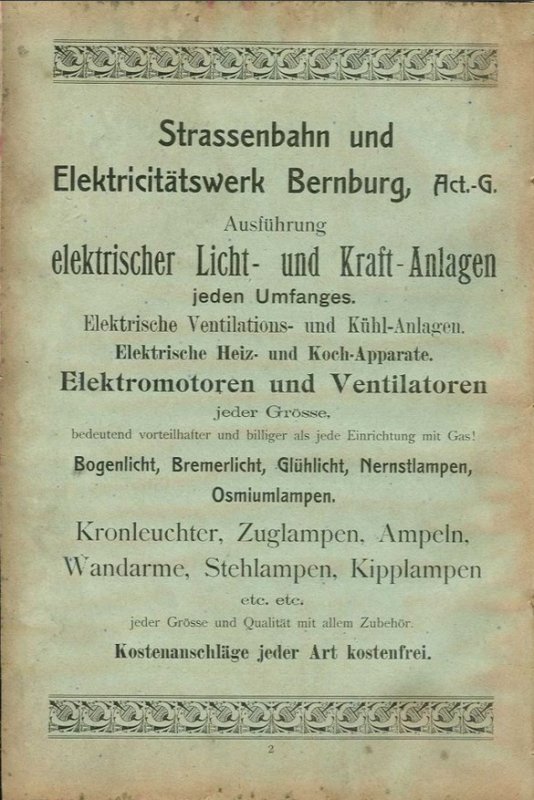 Strassenbahn und
Elektricitätswerk Bernburg, Act.-G.
Ausführung
elektrischer Licht- und Kraft-Anlagen
jeden Umfanges.
Elektrische Ventilations- und Kühl-Anlagen.
Elektrische Heiz- und Koch-Apparate.
Elektromotoren und Ventilatoren
jeder Grösse,
bedeutend vorteilhafter und billiger als jede Einrichtung mit Gas!
Bogenlicht, Bremerlicht, Glühlicht, Nernstlampen,
Osmiumlampen.
Kronleuchter, Zuglampen, Ampeln,
Wandarme, Stehlampen, Kipplampen
etc. etc.
jeder Grösse und Qualität mit allem Zubehör.
Kostenanschläge jeder Art kostenfrei.
2